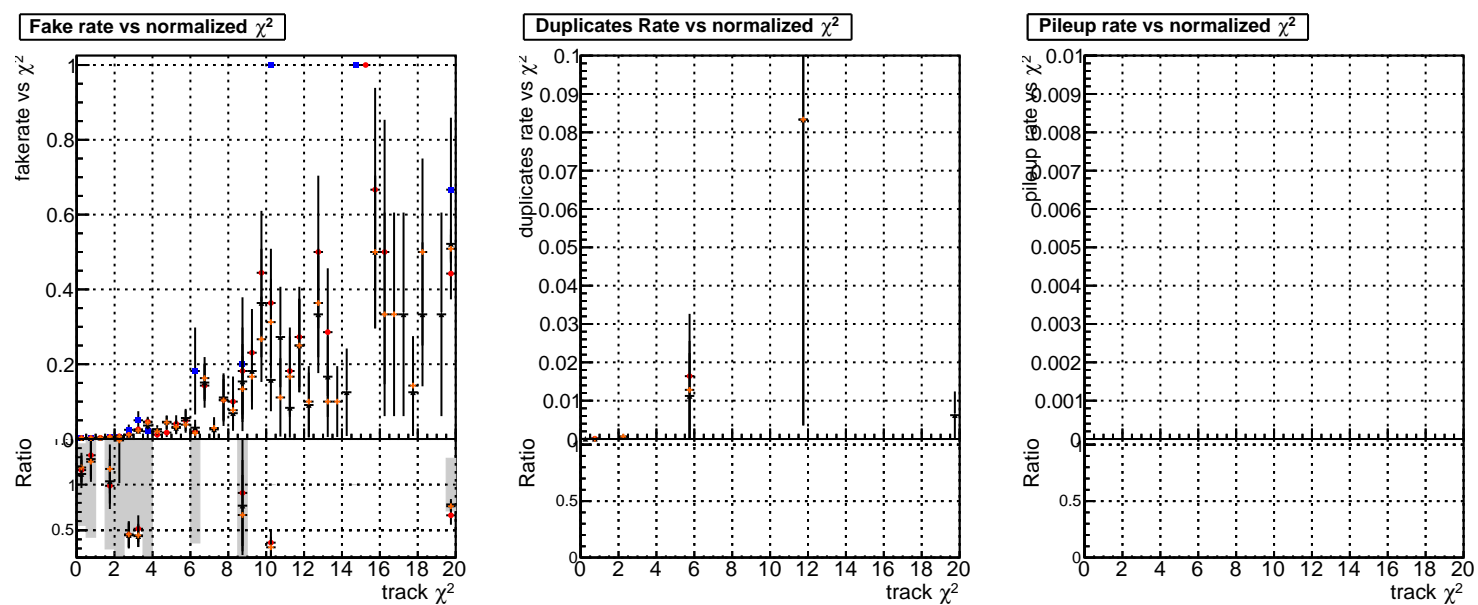 Fake rate vs normalized χ²
fakerate vs χ²
1
0.8
0.6
0.4
0.2
0
Ratio
1.5
1
0.5
0 2 4 6 8 10 12 14 16 18 20
track χ²
Duplicates Rate vs normalized χ²
duplicates rate vs χ²
0.1
0.09
0.08
0.07
0.06
0.05
0.04
0.03
0.02
0.01
0
Ratio
1
0.5
0
0 2 4 6 8 10 12 14 16 18 20
track χ²
Pileup rate vs normalized χ²
pileup rate vs χ²
0.01
0.009
0.008
0.007
0.006
0.005
0.004
0.003
0.002
0.001
0
Ratio
1
0.5
0
0 2 4 6 8 10 12 14 16 18 20
track χ²